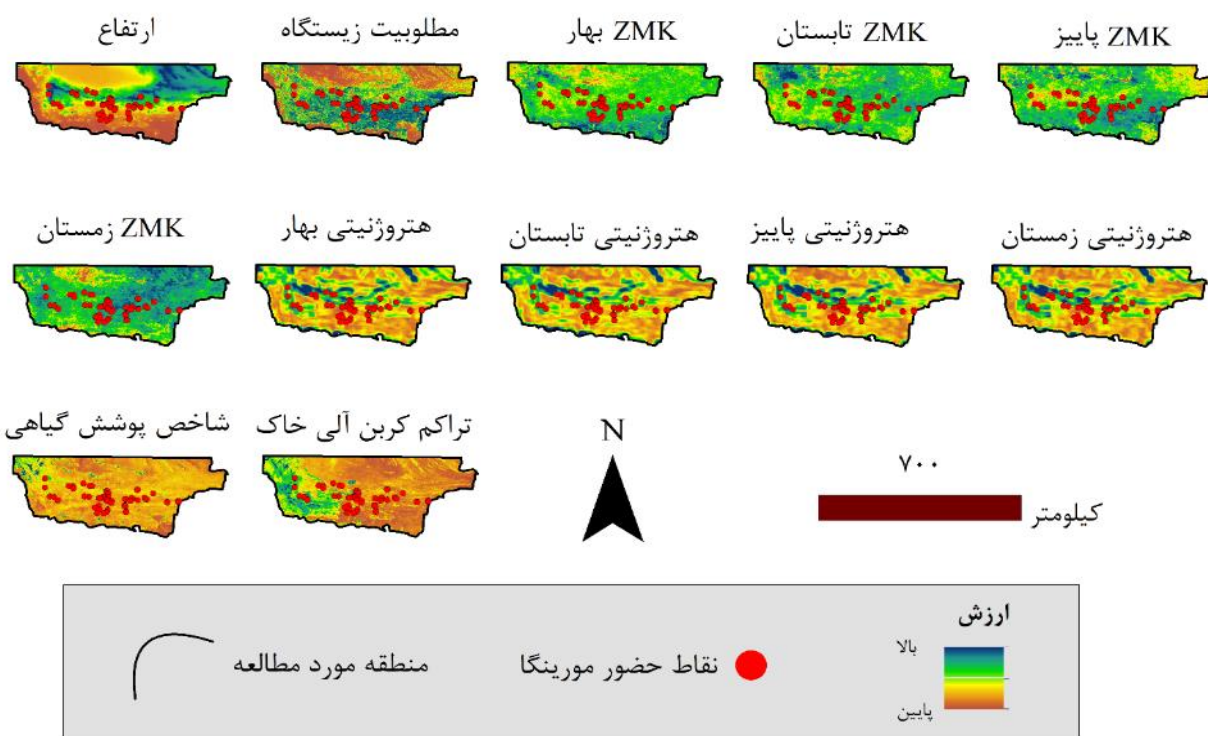 ارتفاع
مطلوبیت زیستگاه
ZMK بهار
ZMK تابستان
ZMK پاییز
ZMK زمستان
هتروژنیتی بهار
هتروژنیتی تابستان
هتروژنیتی پاییز
هتروژنیتی زمستان
شاخص پوشش گیاهی
تراکم کربن آلی خاک
N
۷۰۰
کیلومتر
منطقه مورد مطالعه
نقاط حضور مورینگا
ارزش
بالا
پایین